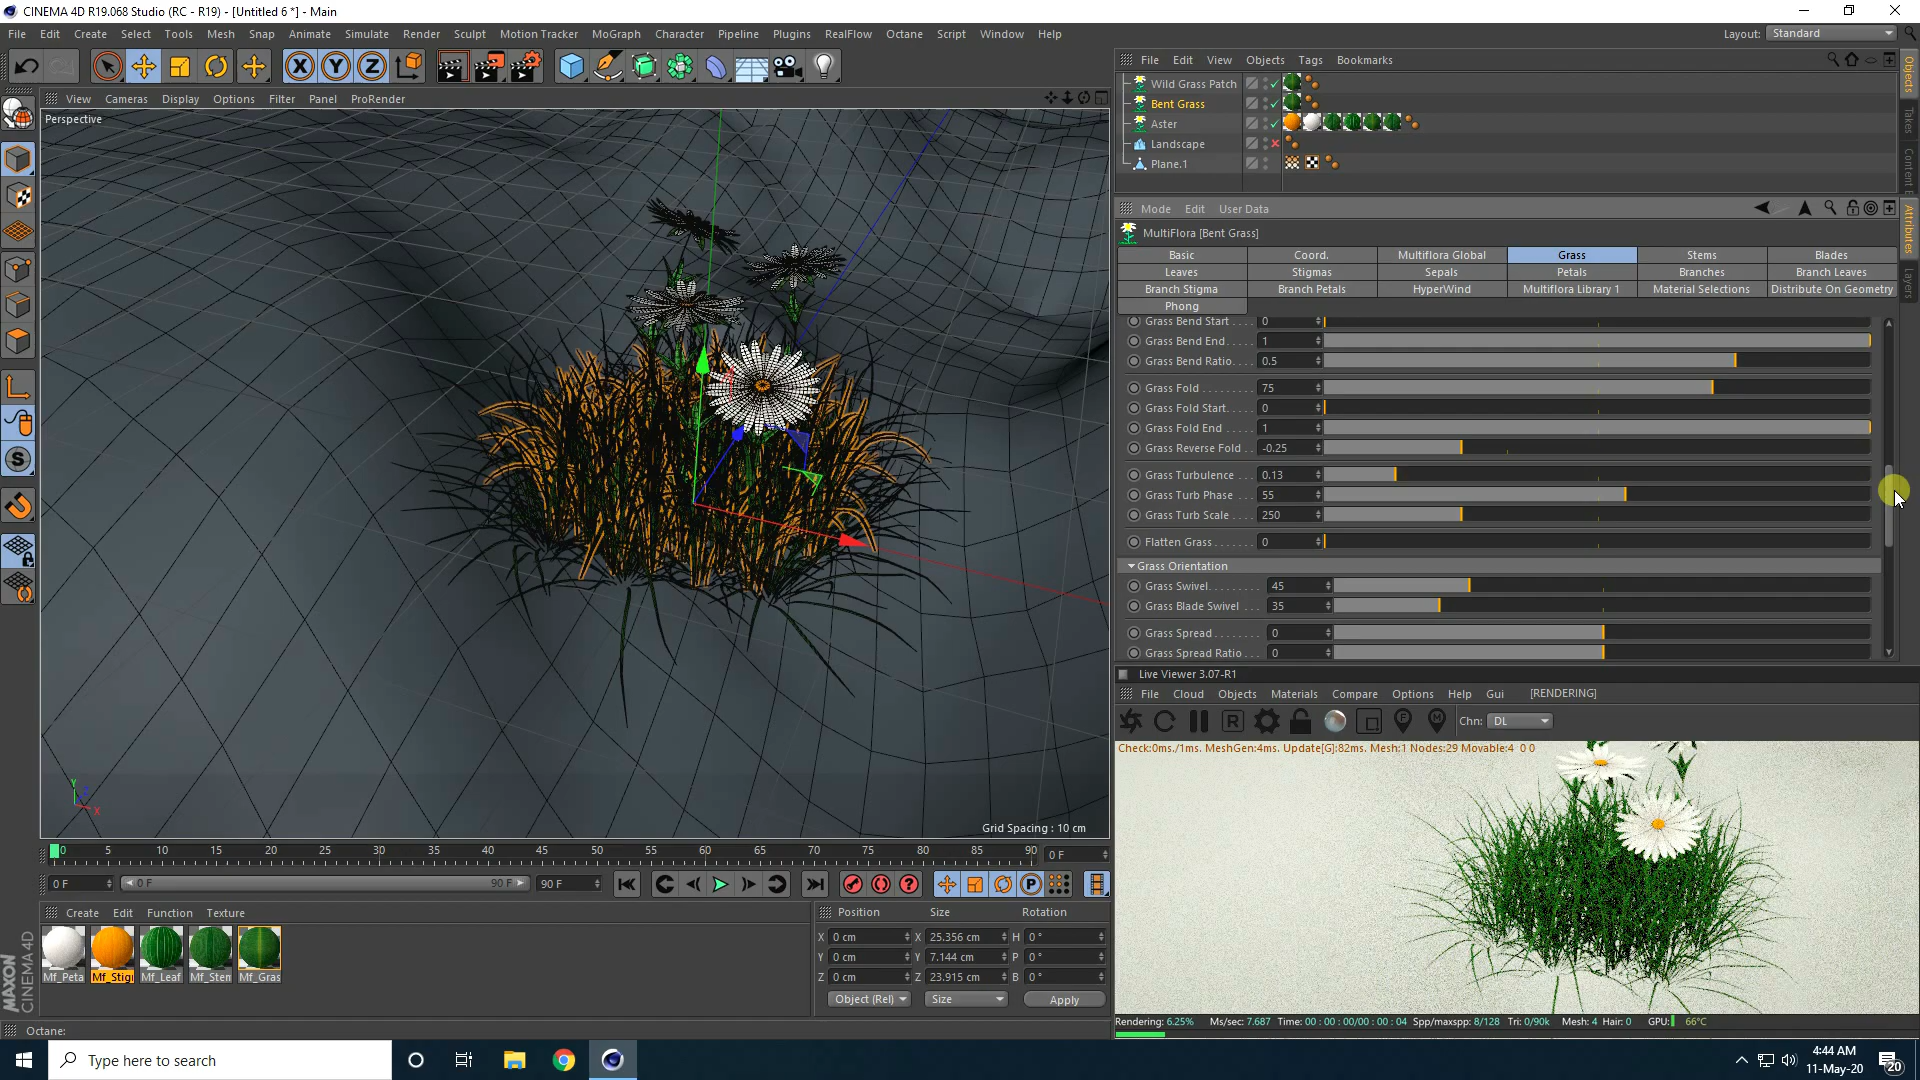 CINEMA 4D R19.068 Studio (RC - R19) - [Untitled 6 *] - Main
File Edit Create Select Tools Mesh Snap Animate Simulate Render Sculpt Motion Tracker MoGraph Character Pipeline Plugins RealFlow Octane Script Window Help
Layout: Standard
View Cameras Display Options Filter Panel ProRender
Perspective
Grid Spacing : 10 cm
File Edit View Objects Tags Bookmarks
Wild Grass Patch
Bent Grass
Aster
Landscape
Plane.1
Objects
Takes
Attributes
Layers
Mode Edit User Data
MultiFlora [Bent Grass]
Basic Coord. Multiflora Global Grass Stems Blades
Leaves Stigmas Sepals Petals Branches Branch Leaves
Branch Stigma Branch Petals HyperWind Multiflora Library 1 Material Selections Distribute On Geometry
Phong
Grass Bend Start 0
Grass Bend End 1
Grass Bend Ratio 0.5
Grass Fold 75
Grass Fold Start 0
Grass Fold End 1
Grass Reverse Fold -0.25
Grass Turbulence 0.13
Grass Turb Phase 55
Grass Turb Scale 250
Flatten Grass 0
Grass Orientation
Grass Swivel 45
Grass Blade Swivel 35
Grass Spread 0
Grass Spread Ratio 0
Live Viewer 3.07-R1
File Cloud Objects Materials Compare Options Help Gui [RENDERING]
Chn: DL
Check:0ms./1ms. MeshGen:4ms. Update[G]:82ms. Mesh:1 Nodes:29 Movable:4 0 0
Rendering: 6.25% Ms/sec: 7.687 Time: 00 : 00 : 00/00 : 00 : 04 Spp/maxspp: 8/128 Tri: 0/90k Mesh: 4 Hair: 0 GPU: 66°C
0 5 10 15 20 25 30 35 40 45 50 55 60 65 70 75 80 85 90 0 F
0 F 0 F 90 F 90 F
Create Edit Function Texture
Mf_Peta Mf_Stig Mf_Leaf Mf_Sten Mf_Gras
Position Size Rotation
X 0 cm X 25.356 cm H 0 °
Y 0 cm Y 7.144 cm P 0 °
Z 0 cm Z 23.915 cm B 0 °
Object (Rel) Size Apply
MAXON
CINEMA 4D
Octane:
Type here to search
4:44 AM
11-May-20
20